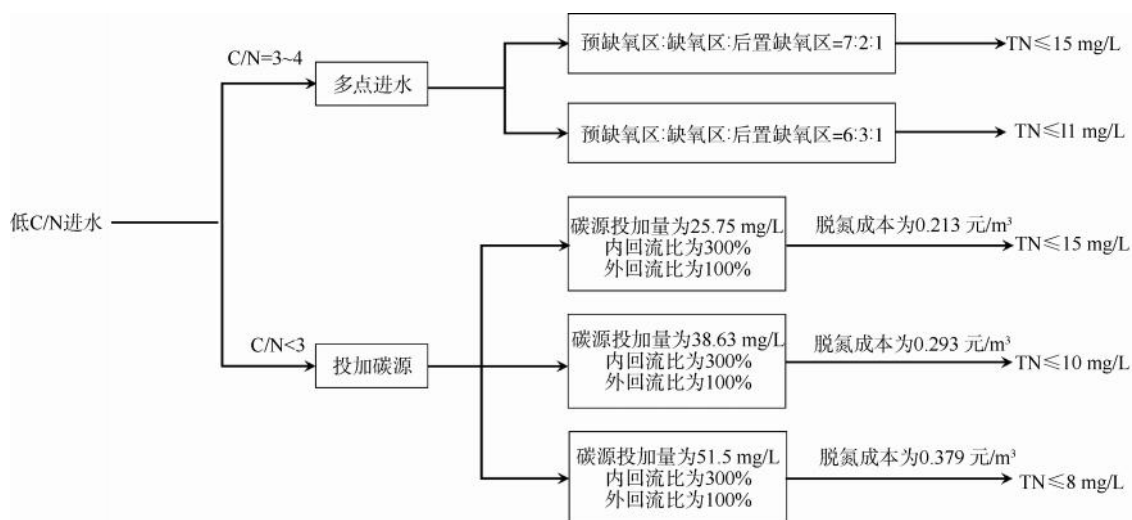 预缺氧区:缺氧区:后置缺氧区=7:2:1
TN≤15 mg/L
C/N=3~4
多点进水
预缺氧区:缺氧区:后置缺氧区=6:3:1
TN≤11 mg/L
低C/N进水
碳源投加量为25.75 mg/L
内回流比为300%
外回流比为100%
脱氮成本为0.213 元/m³
TN≤15 mg/L
C/N<3
投加碳源
碳源投加量为38.63 mg/L
内回流比为300%
外回流比为100%
脱氮成本为0.293 元/m³
TN≤10 mg/L
碳源投加量为51.5 mg/L
内回流比为300%
外回流比为100%
脱氮成本为0.379 元/m³
TN≤8 mg/L